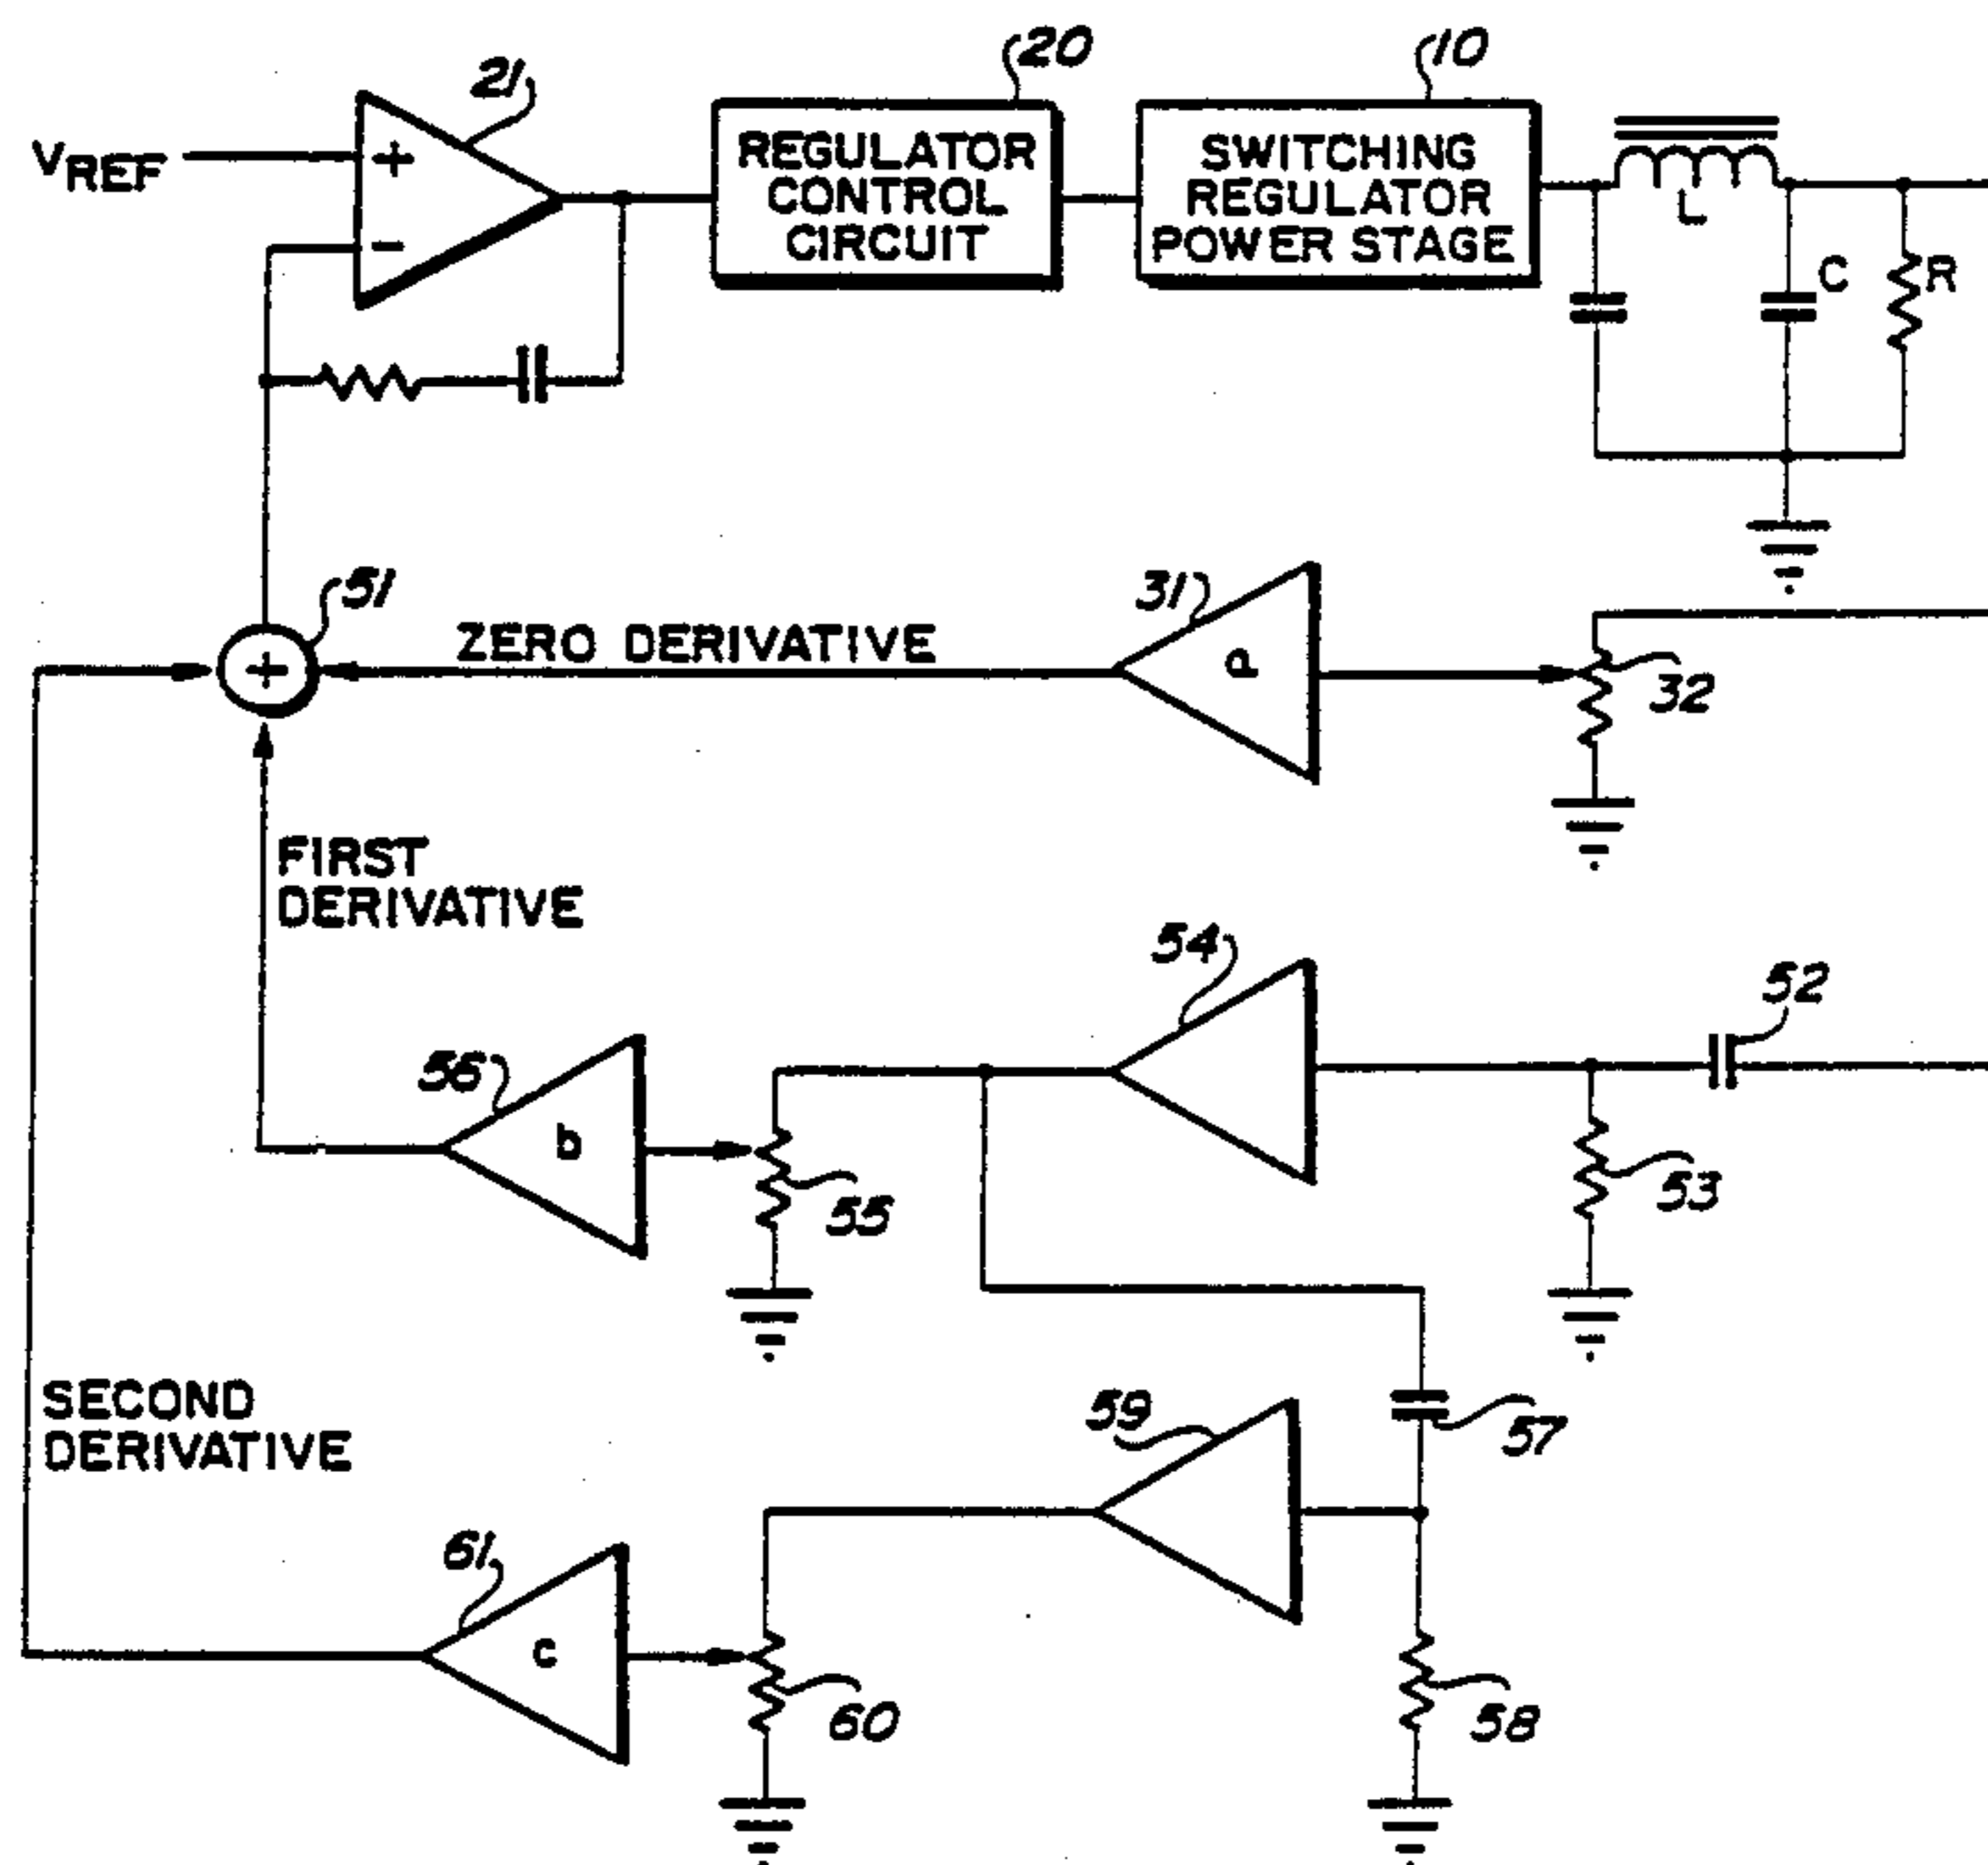 20
10
21
VREF
+
−
REGULATOR
CONTROL
CIRCUIT
SWITCHING
REGULATOR
POWER STAGE
L
C
R
51
+
ZERO DERIVATIVE
31
a
32
FIRST
DERIVATIVE
54
52
56
b
55
53
SECOND
DERIVATIVE
59
57
61
c
60
58